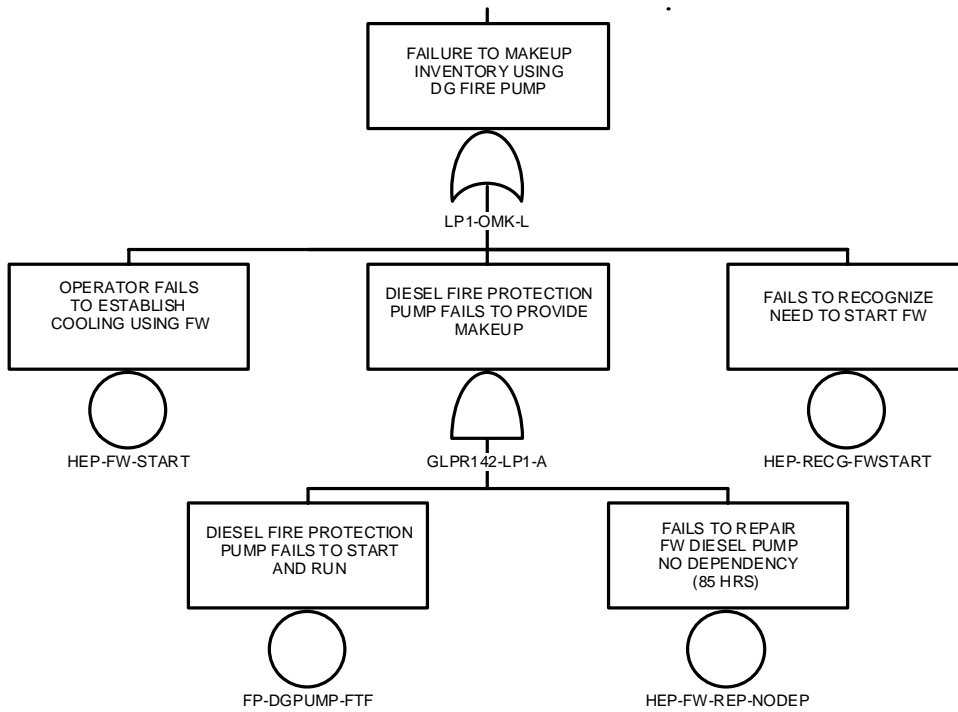 FAILURE TO MAKEUP
INVENTORY USING
DG FIRE PUMP
LP1-OMK-L
OPERATOR FAILS
TO ESTABLISH
COOLING USING FW
HEP-FW-START
DIESEL FIRE PROTECTION
PUMP FAILS TO PROVIDE
MAKEUP
GLPR142-LP1-A
FAILS TO RECOGNIZE
NEED TO START FW
HEP-RECG-FWSTART
DIESEL FIRE PROTECTION
PUMP FAILS TO START
AND RUN
FP-DGPUMP-FTF
FAILS TO REPAIR
FW DIESEL PUMP
NO DEPENDENCY
(85 HRS)
HEP-FW-REP-NODEP